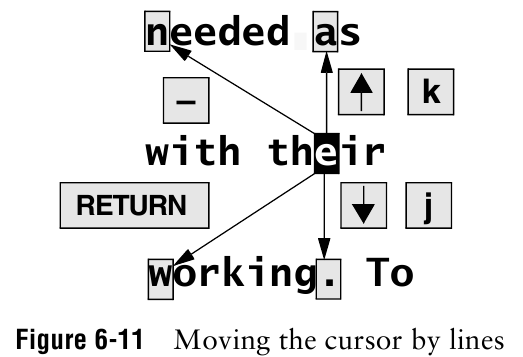 needed as
– ↑ k
with their
RETURN ↓ j
working. To
Figure 6-11 Moving the cursor by lines